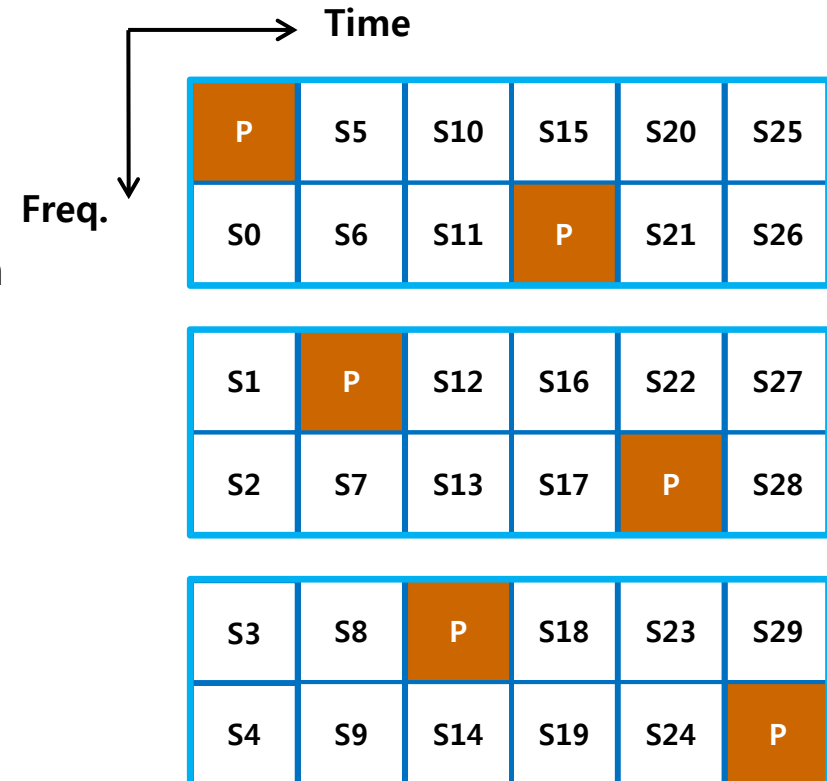 Time
Freq.
P S5 S10 S15 S20 S25
S0 S6 S11 P S21 S26
S1 P S12 S16 S22 S27
S2 S7 S13 S17 P S28
S3 S8 P S18 S23 S29
S4 S9 S14 S19 S24 P